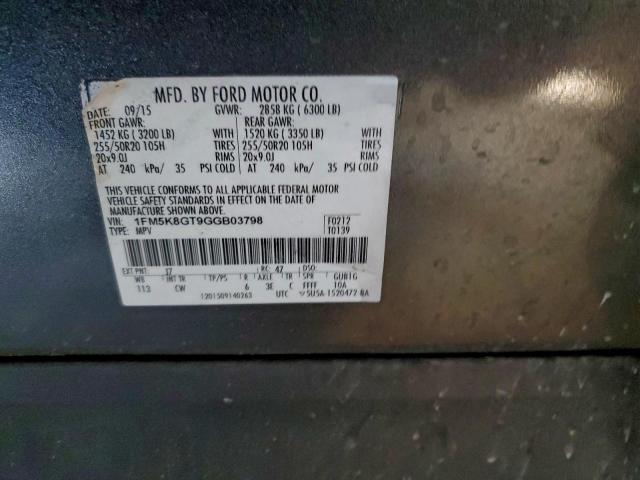 MFD. BY FORD MOTOR CO.
DATE: 09/15 GVWR: 2858 KG ( 6300 LB)
FRONT GAWR: REAR GAWR:
1452 KG ( 3200 LB) WITH 1520 KG ( 3350 LB) WITH
255/50R20 105H TIRES 255/50R20 105H TIRES
20x9.0J RIMS 20x9.0J RIMS
AT 240 kPa/ 35 PSI COLD AT 240 kPa/ 35 PSI COLD
THIS VEHICLE CONFORMS TO ALL APPLICABLE FEDERAL MOTOR
VEHICLE SAFETY STANDARDS IN EFFECT ON THE DATE OF
MANUFACTURE SHOWN ABOVE.
VIN: 1FM5K8GT9GGB03798 F0212
TYPE: MPV T0139
EXT PNT: J7 RC: 47 DSO:
WB INT TR TP/PS R AXLE TR SPR GUB1G
113 CW 6 3E C FFFF 10A
1201509140263 UTC 5U5A-1520472-BA